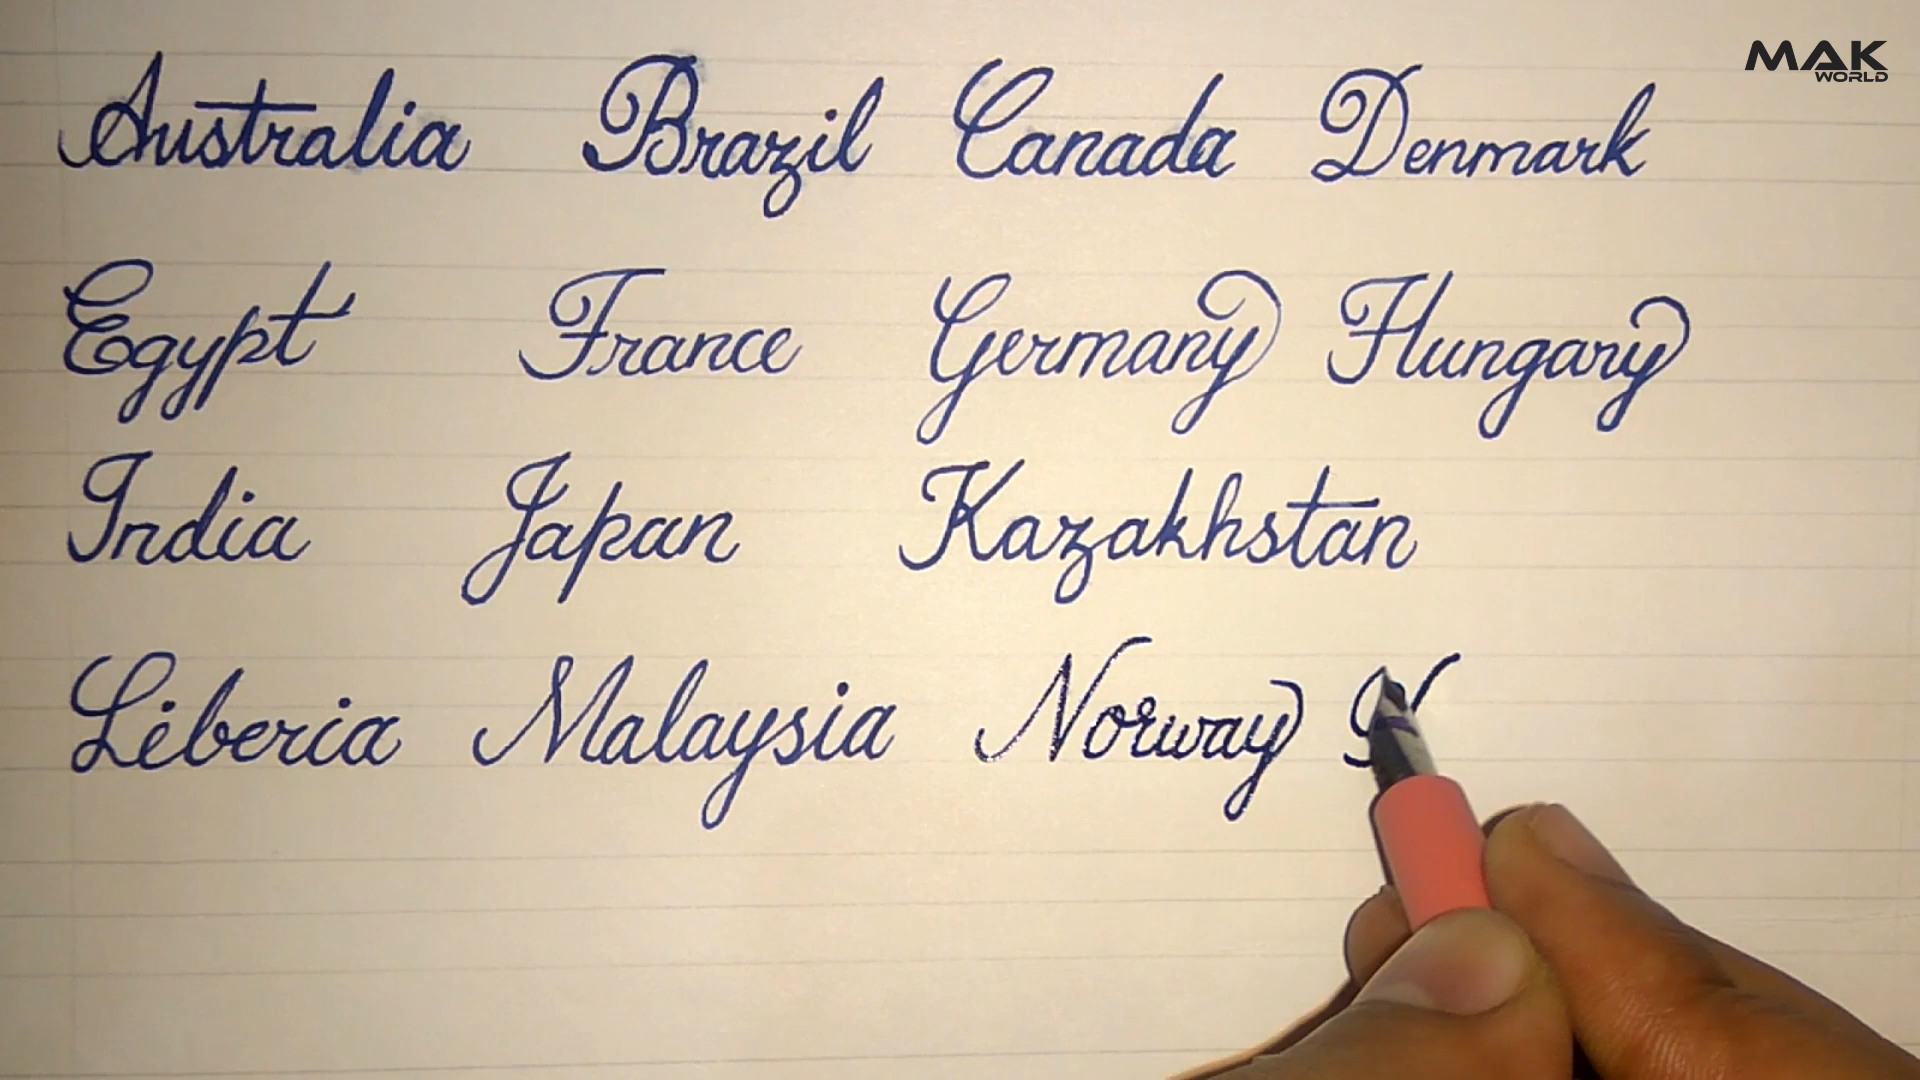 MAK
WORLD
Australia Brazil Canada Denmark
Egypt France Germany Hungary
India Japan Kazakhstan
Liberia Malaysia Norway